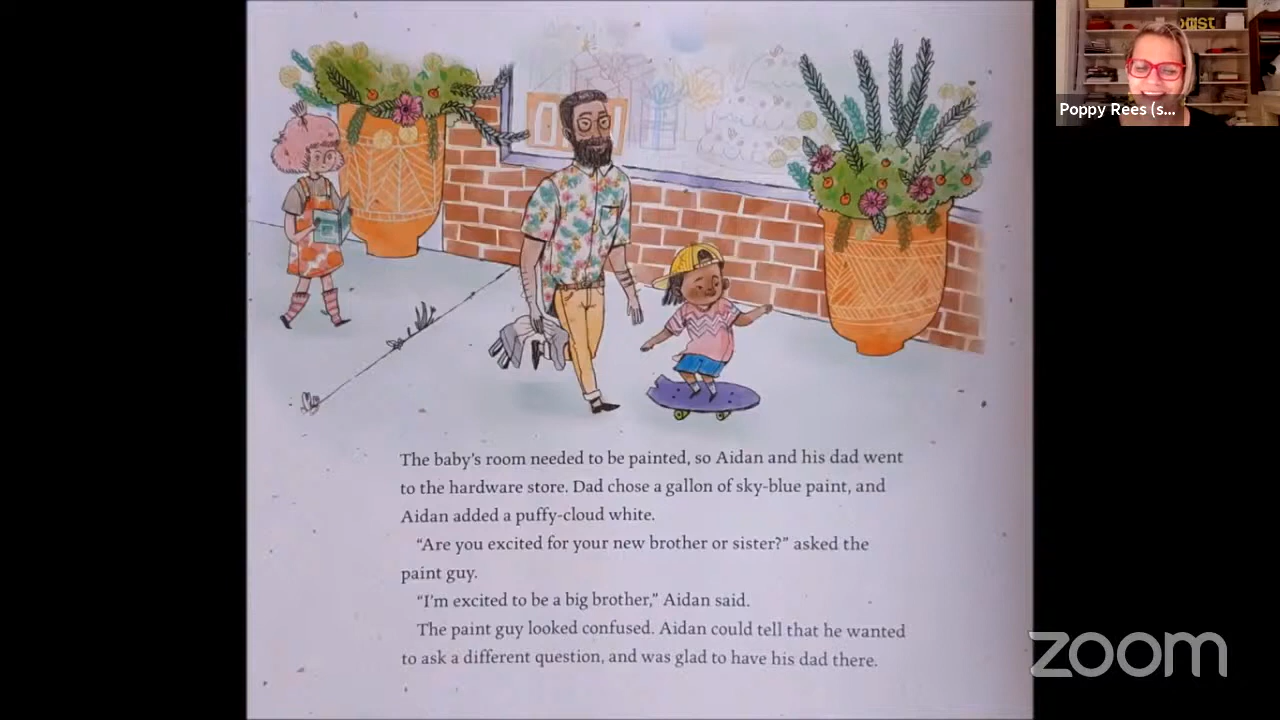 Poppy Rees (s...
The baby's room needed to be painted, so Aidan and his dad went
to the hardware store. Dad chose a gallon of sky-blue paint, and
Aidan added a puffy-cloud white.
“Are you excited for your new brother or sister?” asked the
paint guy.
“I'm excited to be a big brother,” Aidan said.
The paint guy looked confused. Aidan could tell that he wanted
to ask a different question, and was glad to have his dad there.
zoom